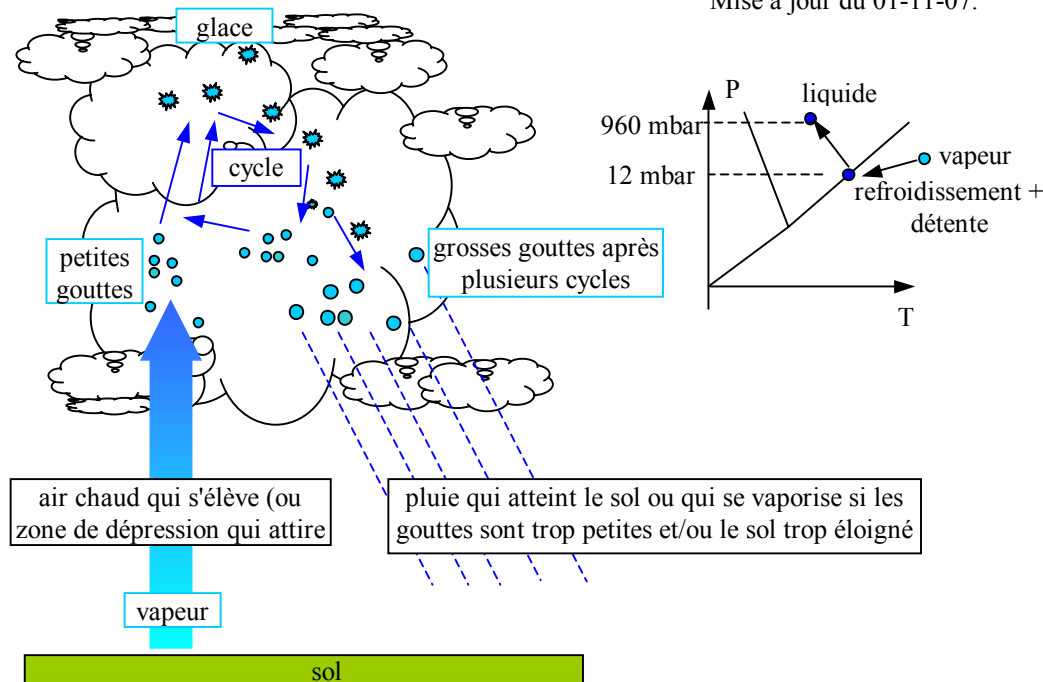 Mise à jour du 01-11-07.
glace
cycle
petites
gouttes
grosses gouttes après
plusieurs cycles
P
liquide
960 mbar
12 mbar
vapeur
refroidissement +
détente
T
air chaud qui s'élève (ou
zone de dépression qui attire
pluie qui atteint le sol ou qui se vaporise si les
gouttes sont trop petites et/ou le sol trop éloigné
vapeur
sol